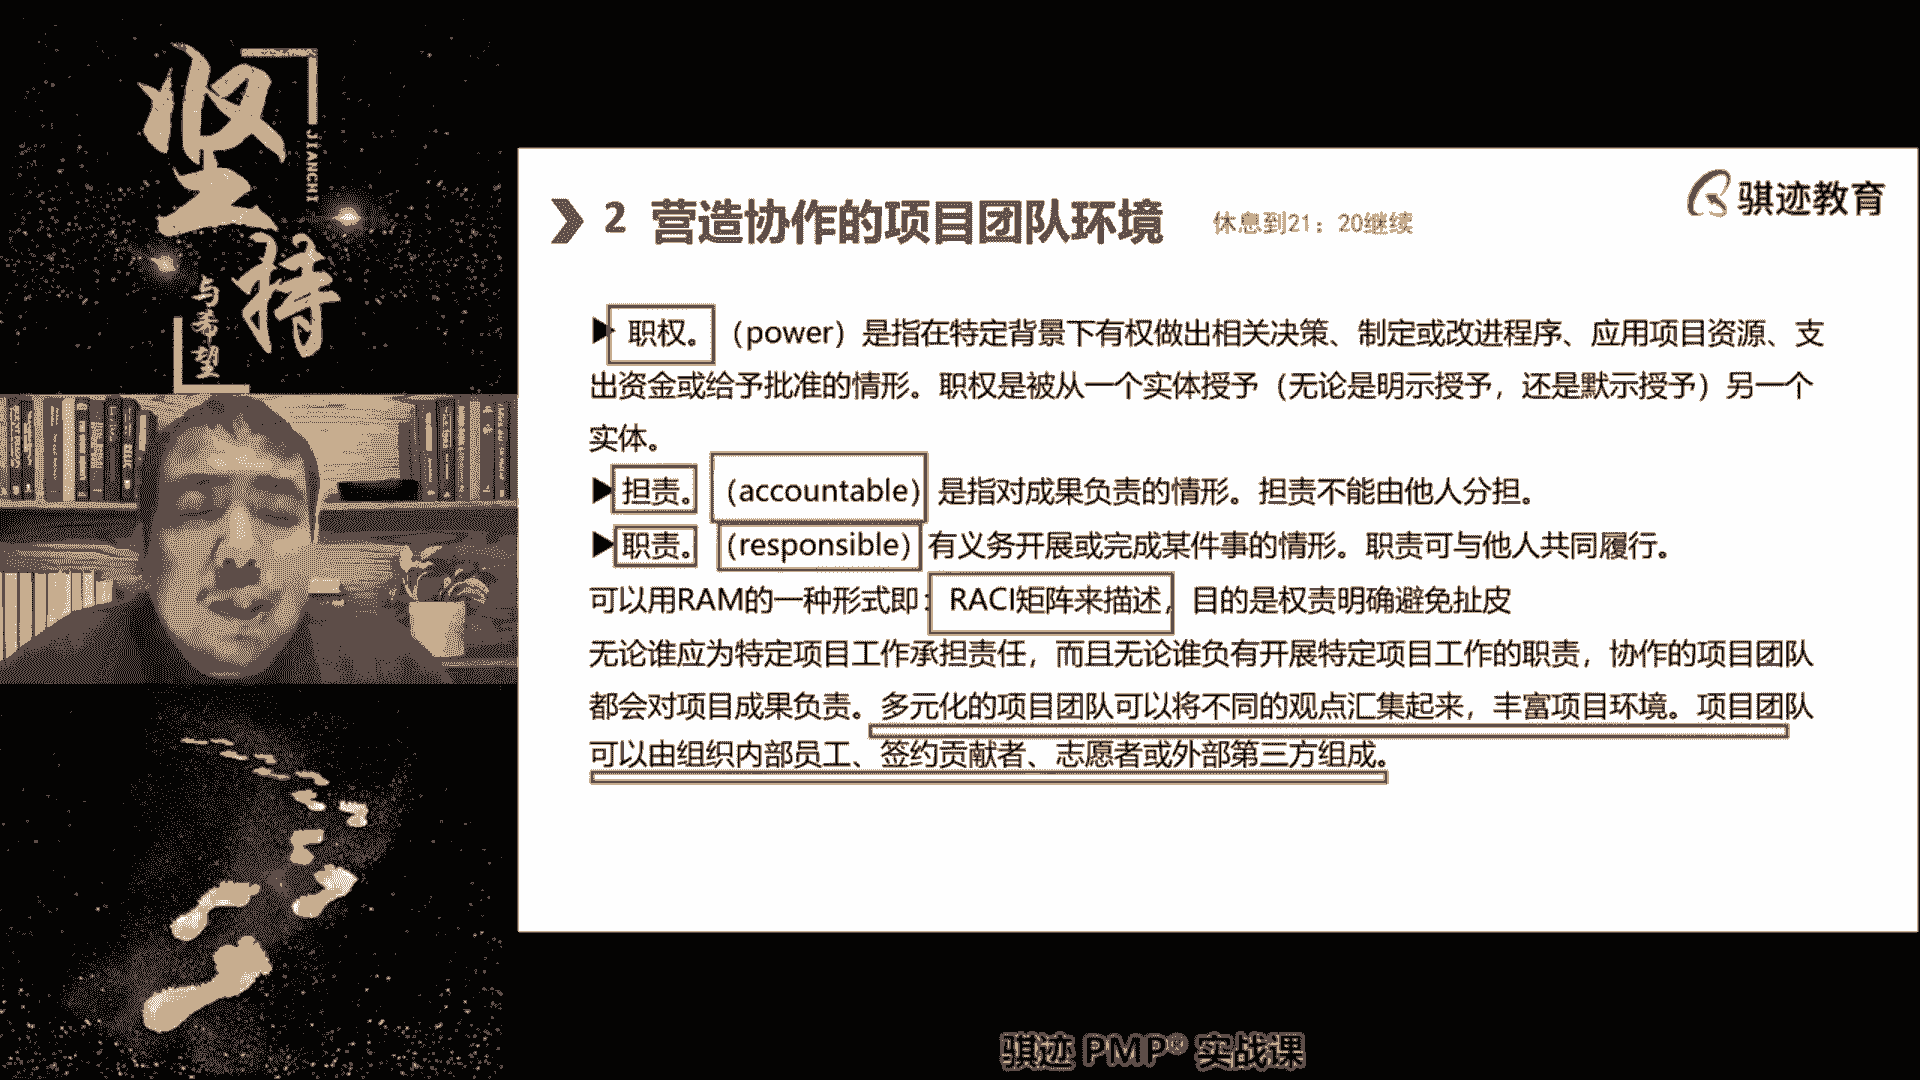 坚持
JIANCHI
与希望
2 营造协作的项目团队环境
休息到21：20继续
骐迹教育
▶职权。（power）是指在特定背景下有权做出相关决策、制定或改进程序、应用项目资源、支
出资金或给予批准的情形。职权是被从一个实体授予（无论是明示授予，还是默示授予）另一个
实体。
▶担责。（accountable）是指对成果负责的情形。担责不能由他人分担。
▶职责。（responsible）有义务开展或完成某件事的情形。职责可与他人共同履行。
可以用RAM的一种形式即：RACI矩阵来描述，目的是权责明确避免扯皮
无论谁应为特定项目工作承担责任，而且无论谁负有开展特定项目工作的职责，协作的项目团队
都会对项目成果负责。多元化的项目团队可以将不同的观点汇集起来，丰富项目环境。项目团队
可以由组织内部员工、签约贡献者、志愿者或外部第三方组成。
骐迹 PMP® 实战课